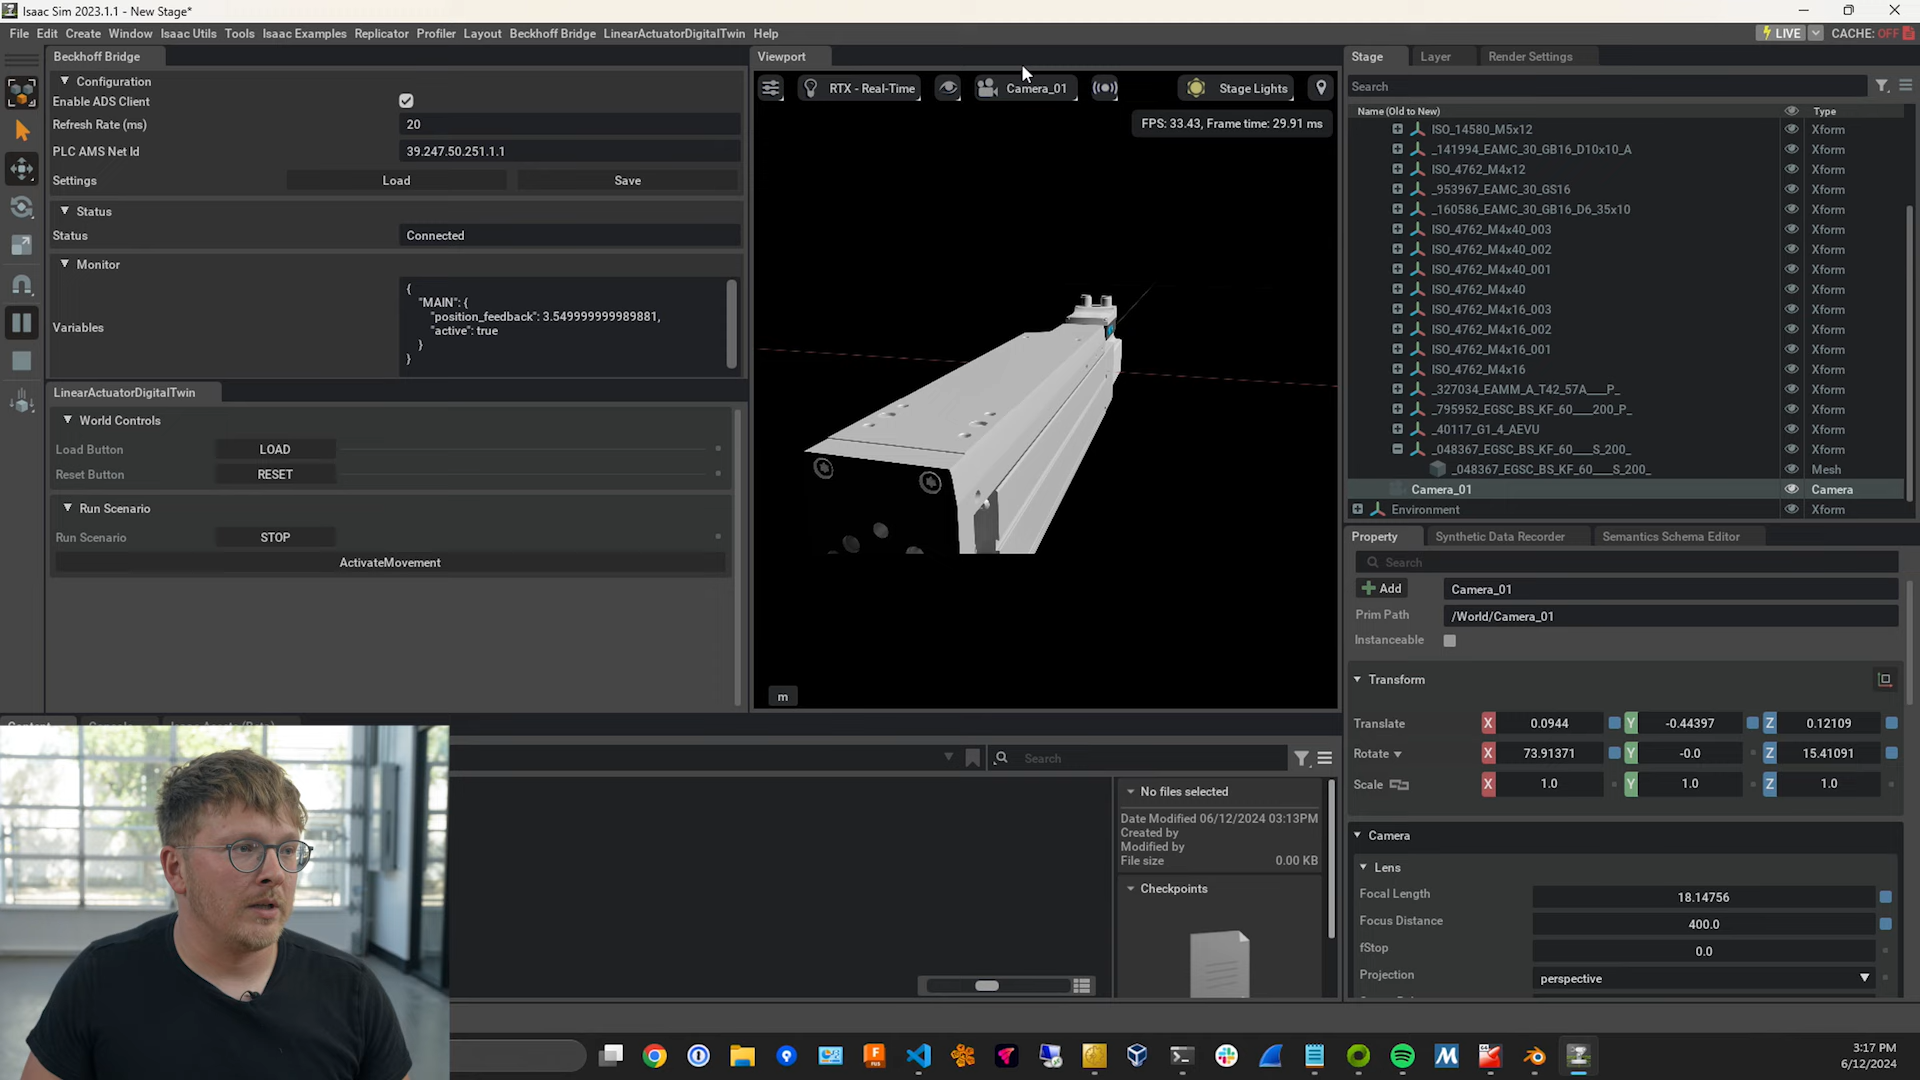 Isaac Sim 2023.1.1 - New Stage*
File Edit Create Window Isaac Utils Tools Isaac Examples Replicator Profiler Layout Beckhoff Bridge LinearActuatorDigitalTwin Help
LIVE CACHE: OFF
Beckhoff Bridge
Configuration
Enable ADS Client
Refresh Rate (ms) 20
PLC AMS Net Id 39.247.50.251.1.1
Settings Load Save
Status
Status Connected
Monitor
Variables
{
"MAIN": {
"position_feedback": 3.549999999989881,
"active": true
}
}
LinearActuatorDigitalTwin
World Controls
Load Button LOAD
Reset Button RESET
Run Scenario
Run Scenario STOP
ActivateMovement
Viewport
RTX - Real-Time Camera_01 Stage Lights
FPS: 33.43, Frame time: 29.91 ms
m
Search
No files selected
Date Modified 06/12/2024 03:13PM
Created by
Modified by
File size 0.00 KB
Checkpoints
Stage Layer Render Settings
Search
Name (Old to New) Type
ISO_14580_M5x12 Xform
_141994_EAMC_30_GB16_D10x10_A Xform
ISO_4762_M4x12 Xform
_953967_EAMC_30_GS16 Xform
_160586_EAMC_30_GB16_D6_35x10 Xform
ISO_4762_M4x40_003 Xform
ISO_4762_M4x40_002 Xform
ISO_4762_M4x40_001 Xform
ISO_4762_M4x40 Xform
ISO_4762_M4x16_003 Xform
ISO_4762_M4x16_002 Xform
ISO_4762_M4x16_001 Xform
ISO_4762_M4x16 Xform
_327034_EAMM_A_T42_57A___P_ Xform
_795952_EGSC_BS_KF_60___200_P_ Xform
_40117_G1_4_AEVU Xform
_048367_EGSC_BS_KF_60___S_200_ Xform
_048367_EGSC_BS_KF_60___S_200_ Mesh
Camera_01 Camera
Environment Xform
Property Synthetic Data Recorder Semantics Schema Editor
Search
Add Camera_01
Prim Path /World/Camera_01
Instanceable
Transform
Translate X 0.0944 Y -0.44397 Z 0.12109
Rotate X 73.91371 Y -0.0 Z 15.41091
Scale X 1.0 Y 1.0 Z 1.0
Camera
Lens
Focal Length 18.14756
Focus Distance 400.0
fStop 0.0
Projection perspective
3:17 PM
6/12/2024